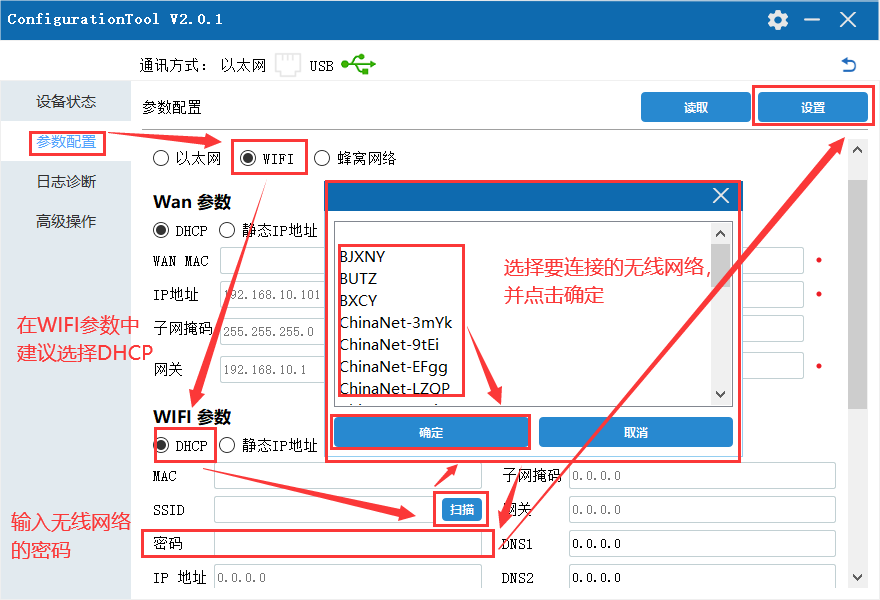 ConfigurationTool V2.0.1
通讯方式： 以太网 USB
设备状态
参数配置
日志诊断
高级操作
参数配置
读取
设置
以太网 WIFI 蜂窝网络
Wan 参数
DHCP 静态IP地址
WAN MAC
IP地址 192.168.10.101
子网掩码 255.255.255.0
网关 192.168.10.1
BJXNY
BUTZ
BXCY
ChinaNet-3mYk
ChinaNet-9tEi
ChinaNet-EFgg
ChinaNet-LZQP
确定
取消
选择要连接的无线网络，
并点击确定
在WIFI参数中
建议选择DHCP
WIFI 参数
DHCP 静态IP地址
MAC
子网掩码 0.0.0.0
SSID 扫描
网关 0.0.0.0
密码
DNS1 0.0.0.0
IP 地址 0.0.0.0
DNS2 0.0.0.0
输入无线网络
的密码